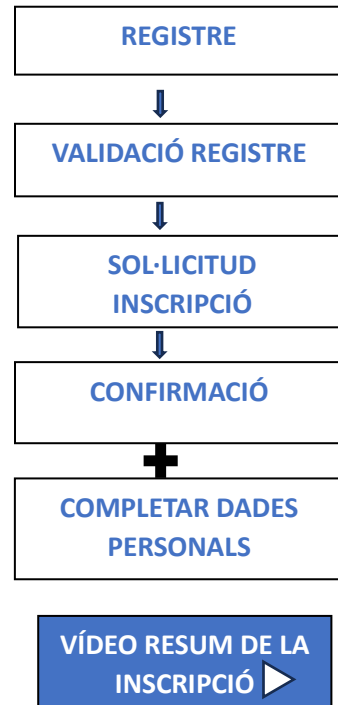 REGISTRE
VALIDACIÓ REGISTRE
SOL·LICITUD
INSCRIPCIÓ
CONFIRMACIÓ
COMPLETAR DADES
PERSONALS
VÍDEO RESUM DE LA
INSCRIPCIÓ